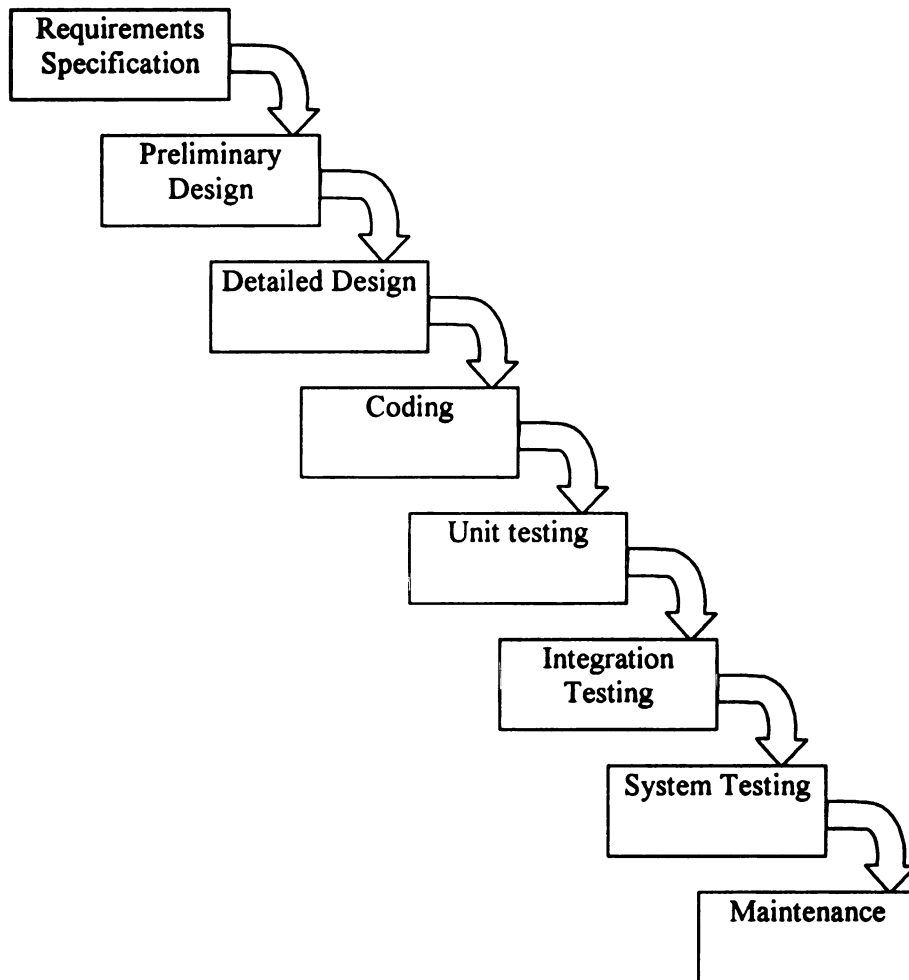 Requirements
Specification
Preliminary
Design
Detailed Design
Coding
Unit testing
Integration
Testing
System Testing
Maintenance